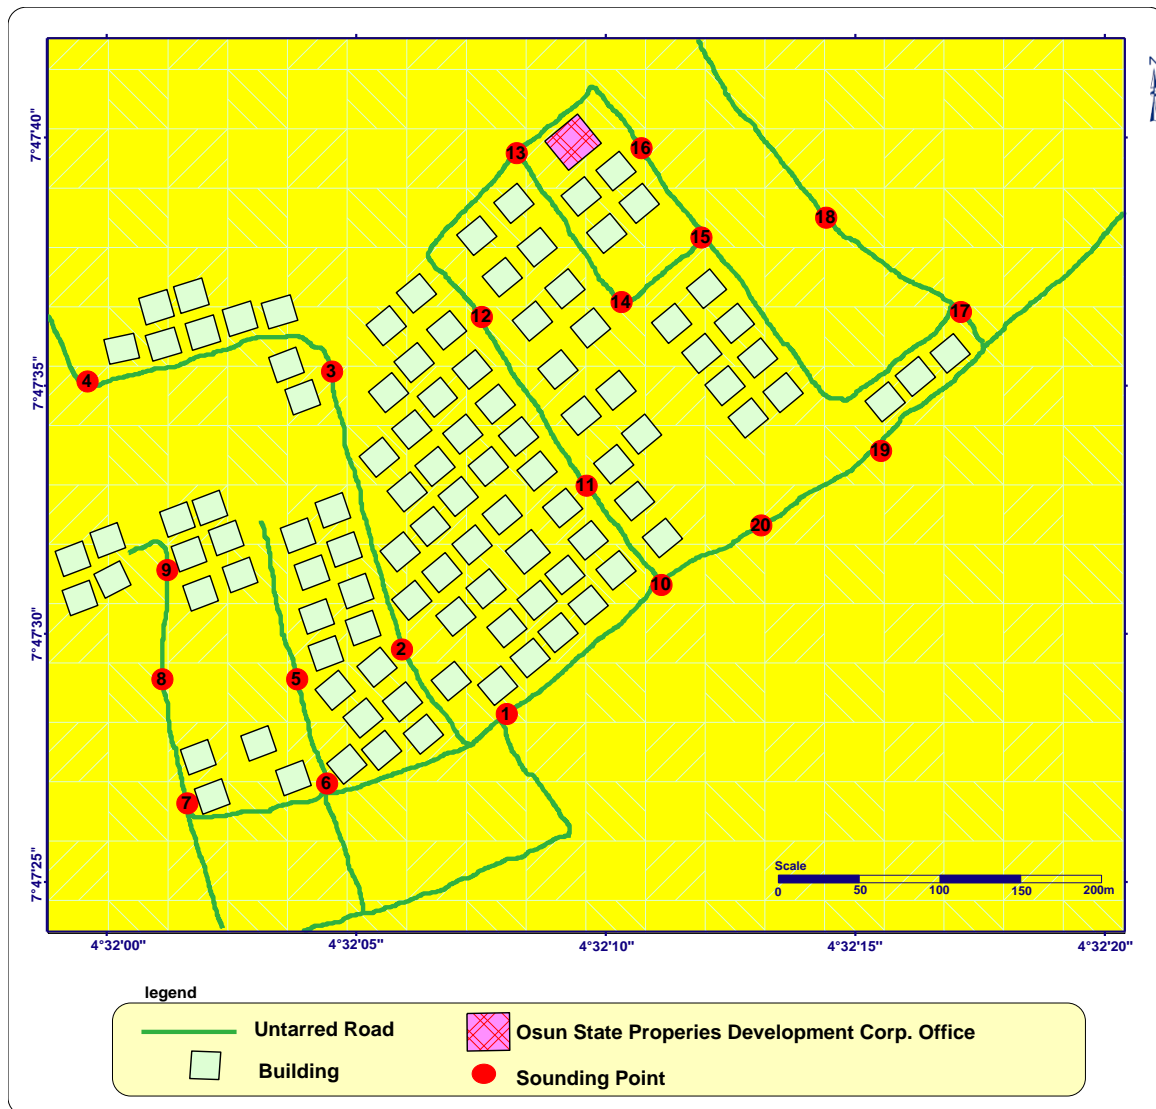 N
7°47'40"
13
16
18
15
14
17
12
7°47'35"
4
3
19
11
20
9
10
7°47'30"
2
8
5
1
6
7
7°47'25"
Scale
0 50 100 150 200m
4°32'00" 4°32'05" 4°32'10" 4°32'15" 4°32'20"
legend
Untarred Road
Osun State Properies Development Corp. Office
Building
Sounding Point